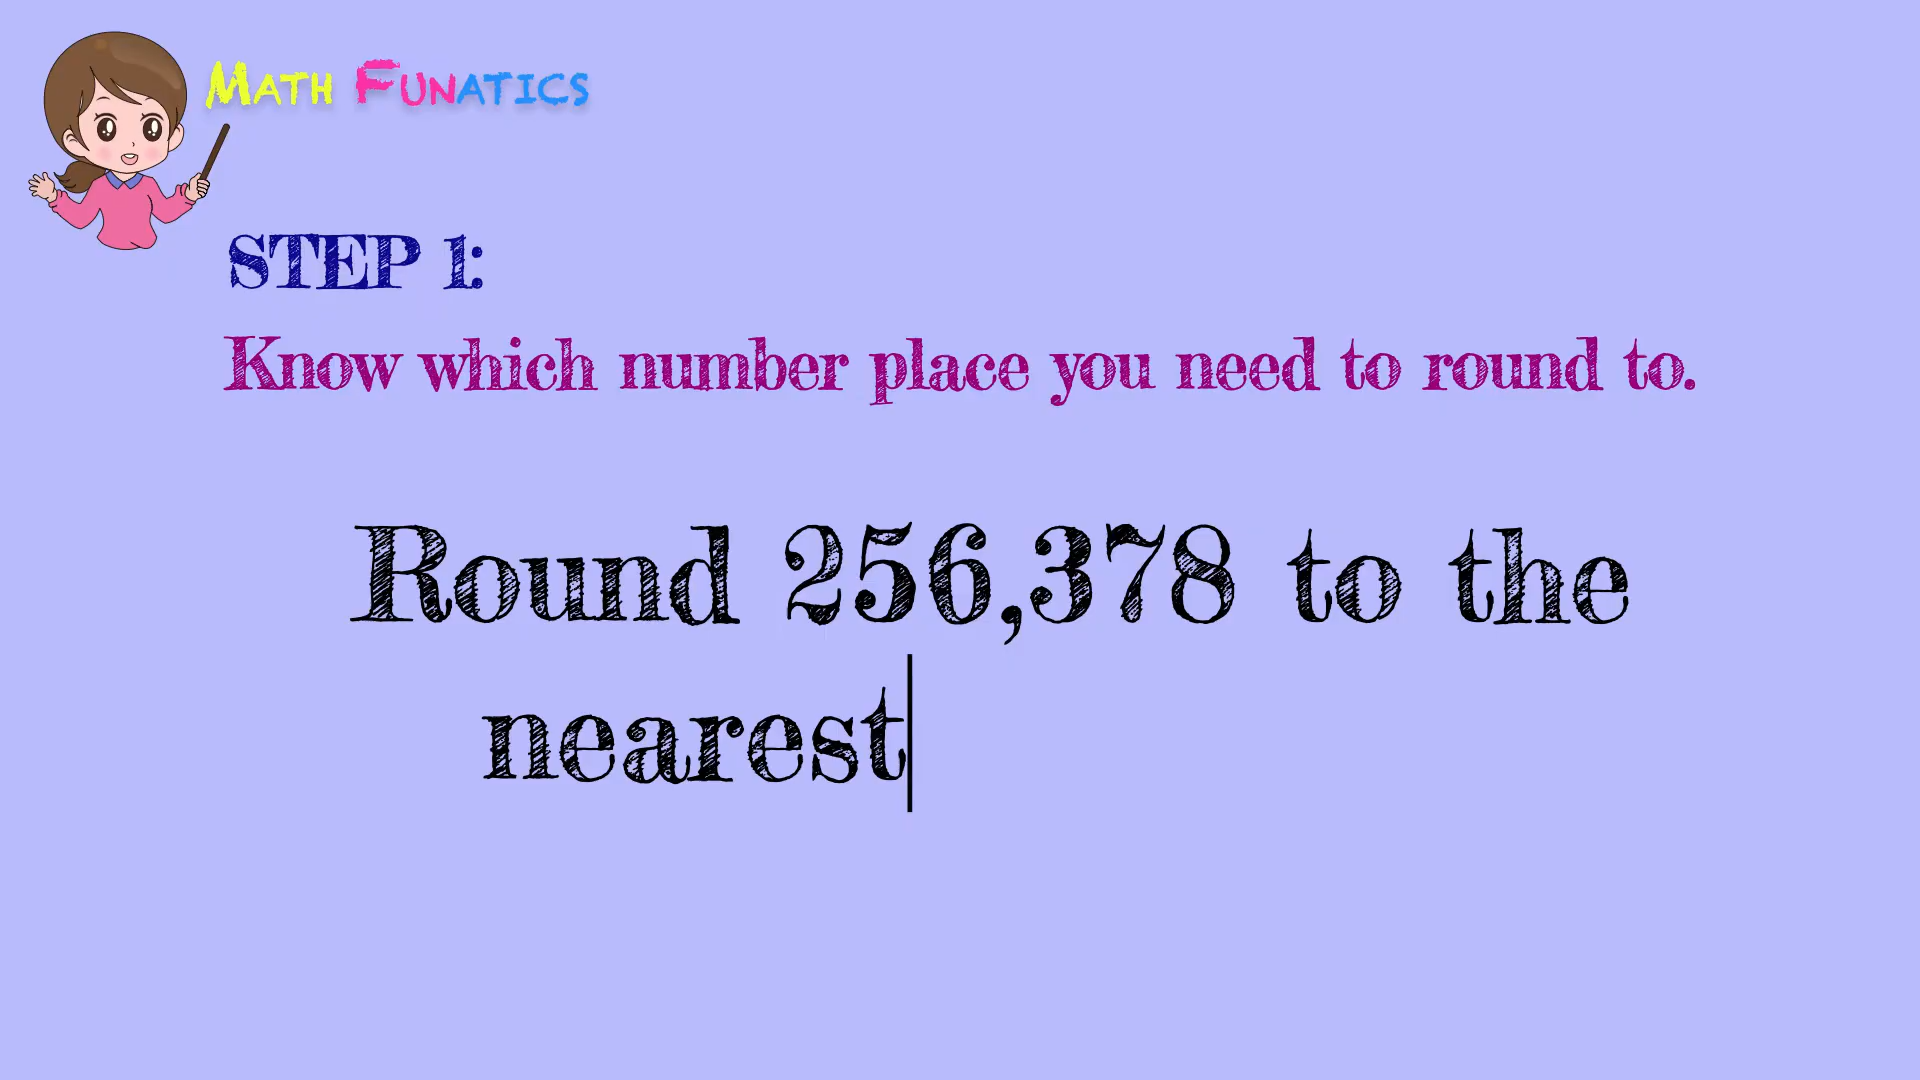 Math Funatics
STEP 1:
Know which number place you need to round to.
Round 256,378 to the
nearest